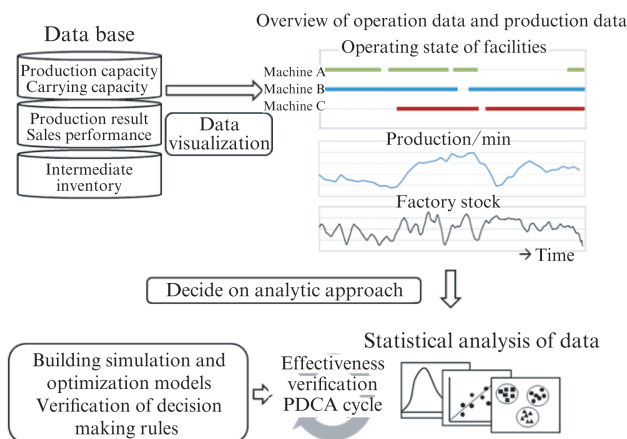 Overview of operation data and production data
Data base
Production capacity
Carrying capacity
Production result
Sales performance
Intermediate
inventory
Data
visualization
Operating state of facilities
Machine A
Machine B
Machine C
Production/min
Factory stock
→ Time
Decide on analytic approach
Statistical analysis of data
Building simulation and
optimization models
Verification of decision
making rules
Effectiveness
verification
PDCA cycle